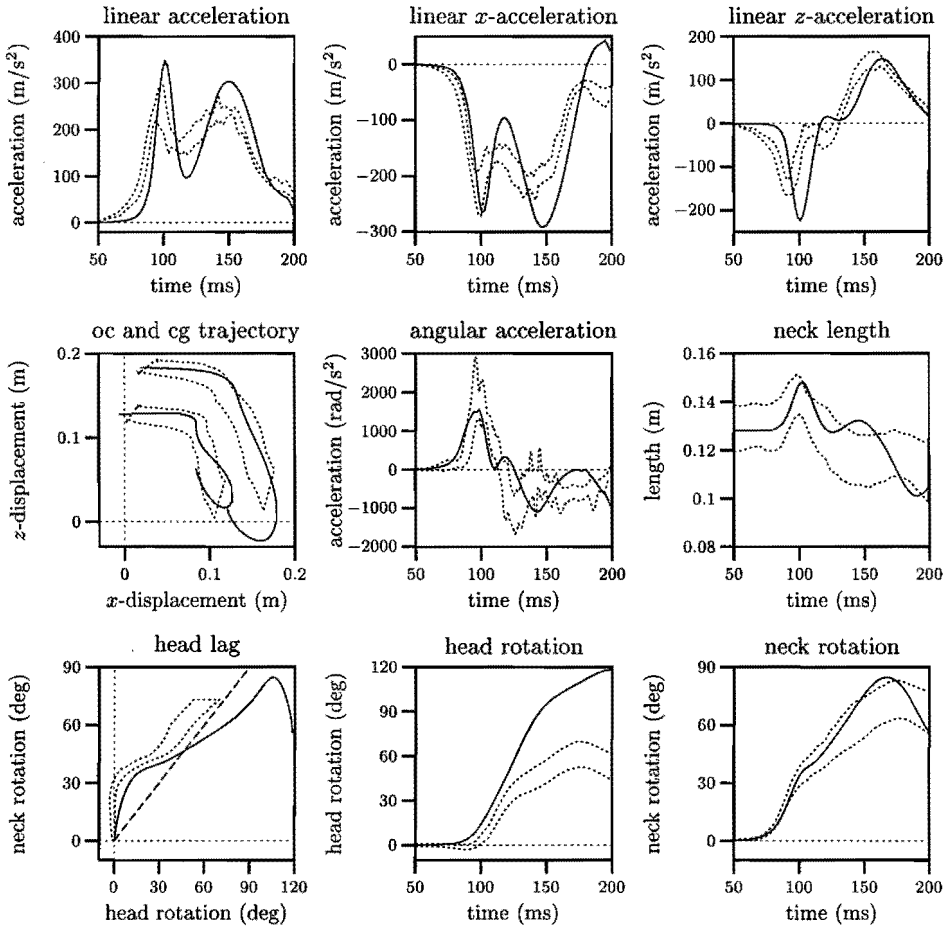 linear acceleration
acceleration (m/s²)
400
300
200
100
0
50 100 150 200
time (ms)
linear x-acceleration
acceleration (m/s²)
0
−100
−200
−300
50 100 150 200
time (ms)
linear z-acceleration
acceleration (m/s²)
200
100
0
−100
−200
50 100 150 200
time (ms)
oc and cg trajectory
z-displacement (m)
0.2
0.1
0
0 0.1 0.2
x-displacement (m)
angular acceleration
acceleration (rad/s²)
3000
2000
1000
0
−1000
−2000
50 100 150 200
time (ms)
neck length
length (m)
0.16
0.14
0.12
0.1
0.08
50 100 150 200
time (ms)
head lag
neck rotation (deg)
90
60
30
0
0 30 60 90 120
head rotation (deg)
head rotation
head rotation (deg)
120
90
60
30
0
50 100 150 200
time (ms)
neck rotation
neck rotation (deg)
90
60
30
0
50 100 150 200
time (ms)